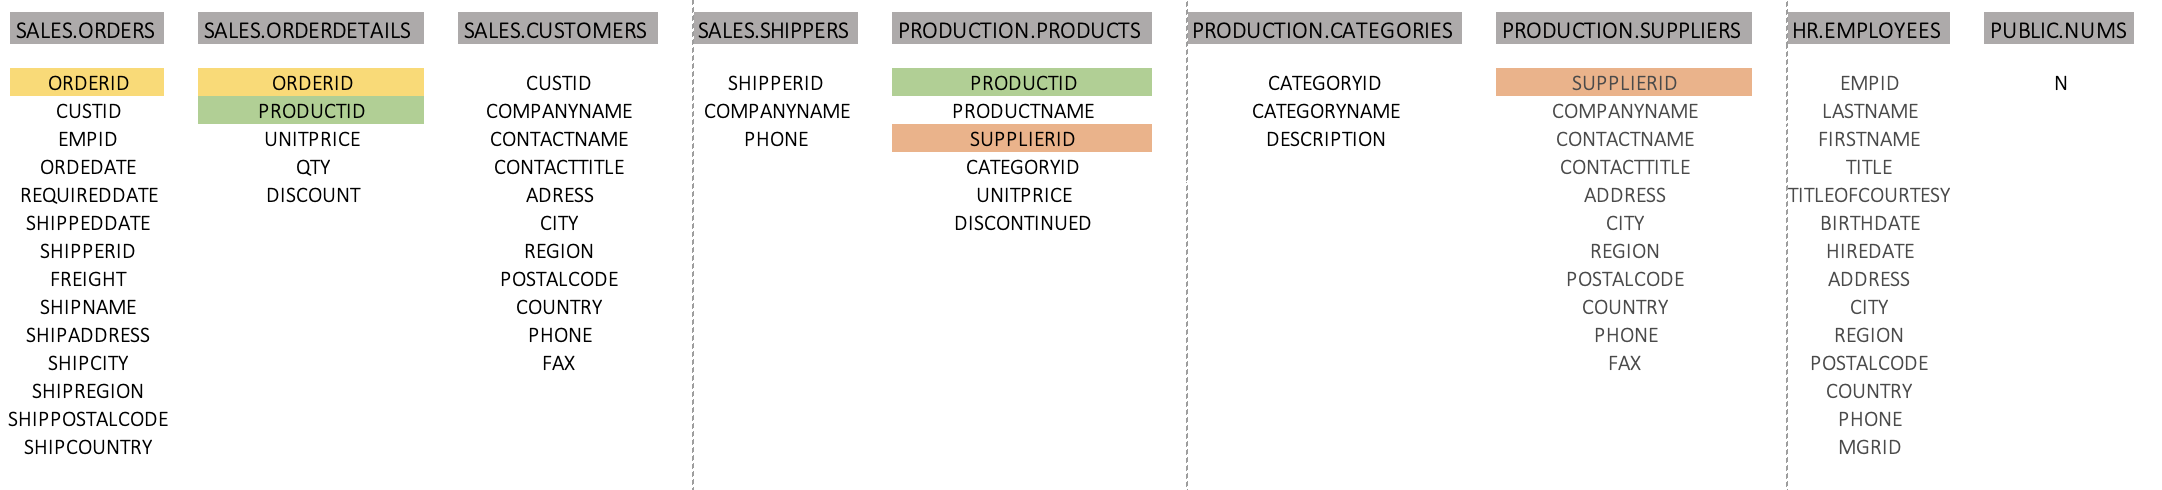 SALES.ORDERS SALES.ORDERDETAILS SALES.CUSTOMERS SALES.SHIPPERS PRODUCTION.PRODUCTS PRODUCTION.CATEGORIES PRODUCTION.SUPPLIERS HR.EMPLOYEES PUBLIC.NUMS
ORDERID ORDERID CUSTID SHIPPERID PRODUCTID CATEGORYID SUPPLIERID EMPID N
CUSTID PRODUCTID COMPANYNAME COMPANYNAME PRODUCTNAME CATEGORYNAME COMPANYNAME LASTNAME
EMPID UNITPRICE CONTACTNAME PHONE SUPPLIERID DESCRIPTION CONTACTNAME FIRSTNAME
ORDEDATE QTY CONTACTTITLE CATEGORYID CONTACTTITLE TITLE
REQUIREDDATE DISCOUNT ADRESS UNITPRICE ADDRESS TITLEOFCOURTESY
SHIPPEDDATE CITY DISCONTINUED CITY BIRTHDATE
SHIPPERID REGION REGION HIREDATE
FREIGHT POSTALCODE POSTALCODE ADDRESS
SHIPNAME COUNTRY COUNTRY CITY
SHIPADDRESS PHONE PHONE REGION
SHIPCITY FAX FAX POSTALCODE
SHIPREGION COUNTRY
SHIPPOSTALCODE PHONE
SHIPCOUNTRY MGRID